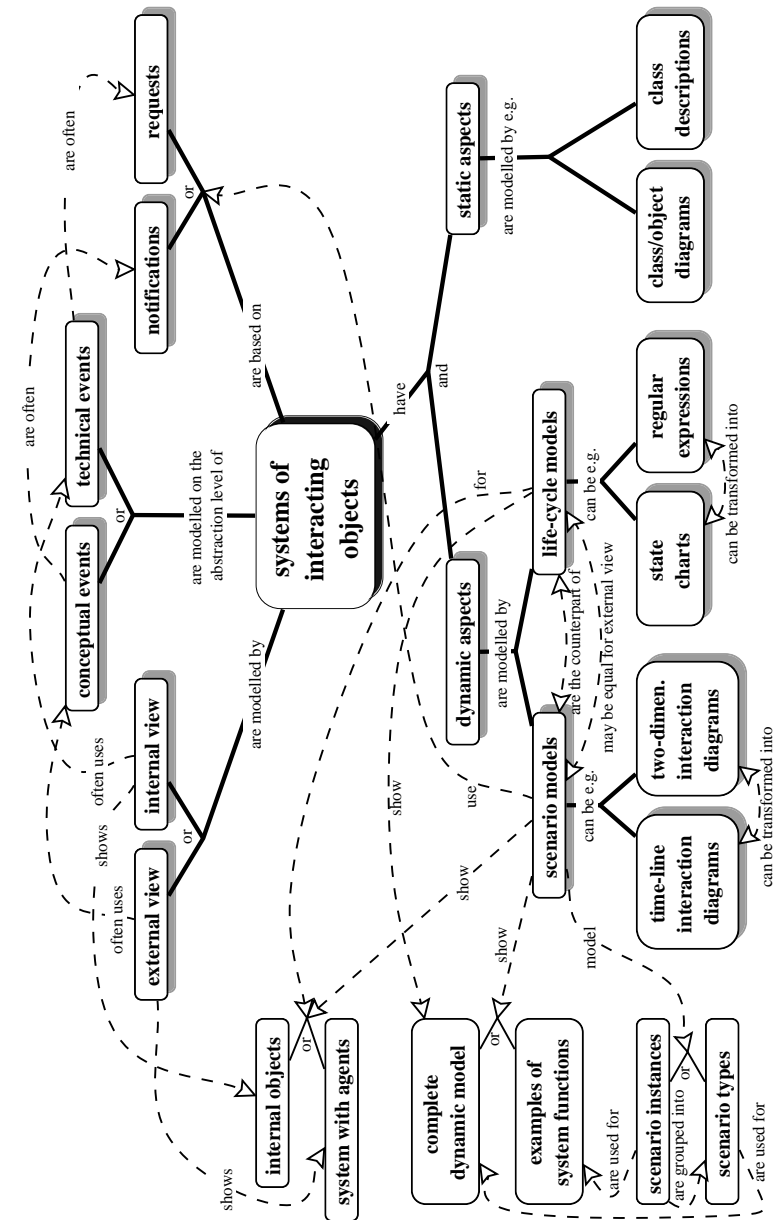 are often
are often
conceptual events
technical events
or
often uses
shows
often uses
external view
internal view
notifications
requests
or
or
are modelled on the
abstraction level of
shows
are modelled by
are based on
internal objects
or
system with agents
systems of
interacting
objects
show
have
and
for
complete
dynamic model
or
examples of
system functions
show
show
use
dynamic aspects
static aspects
are modelled by
are modelled by e.g.
scenario models
life-cycle models
are the counterpart of
may be equal for external view
model
can be e.g.
can be e.g.
are used for
scenario instances
are grouped into
or
scenario types
are used for
time-line
interaction
diagrams
two-dimen.
interaction
diagrams
can be transformed into
state
charts
regular
expressions
can be transformed into
class/object
diagrams
class
descriptions